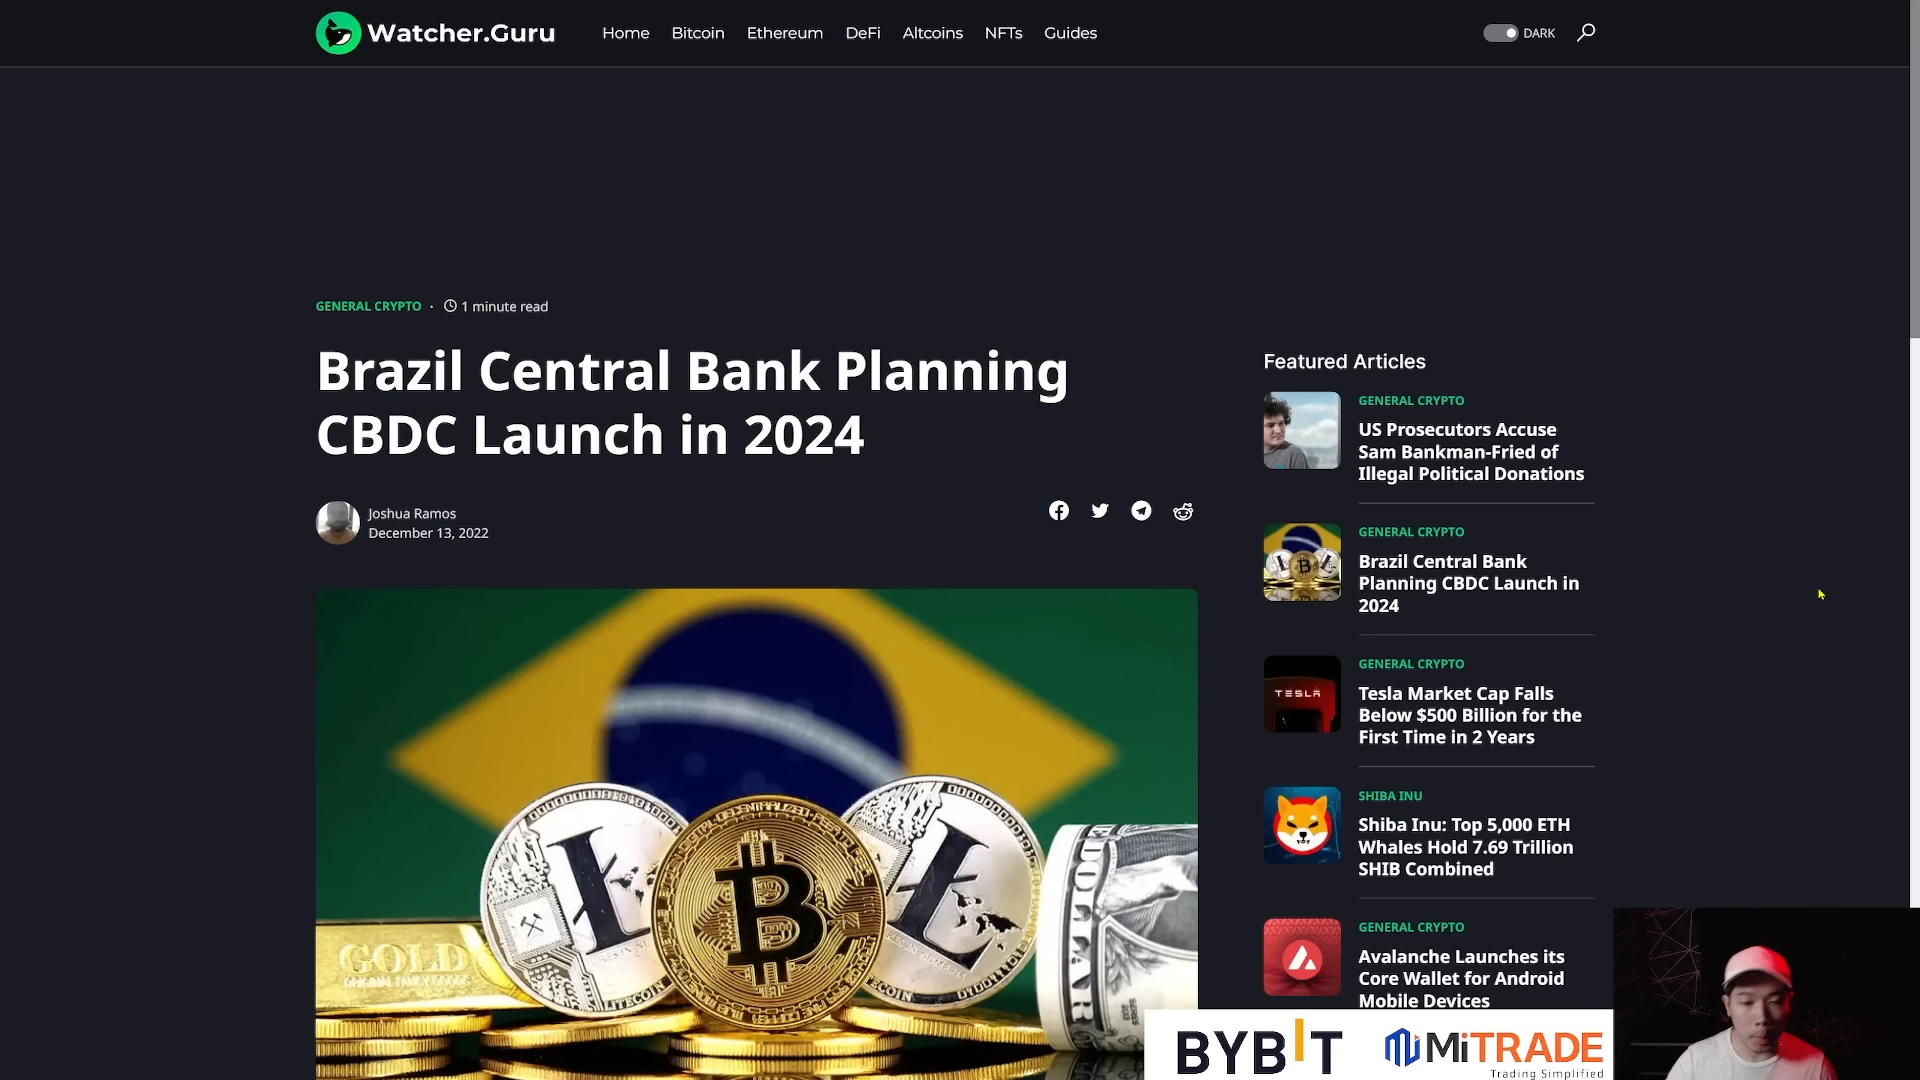 Watcher.Guru
Home Bitcoin Ethereum DeFi Altcoins NFTs Guides
DARK
GENERAL CRYPTO · 1 minute read
Brazil Central Bank Planning
CBDC Launch in 2024
Joshua Ramos
December 13, 2022
GOLD
LITECOIN
DECENTRALIZED
Featured Articles
GENERAL CRYPTO
US Prosecutors Accuse
Sam Bankman-Fried of
Illegal Political Donations
GENERAL CRYPTO
Brazil Central Bank
Planning CBDC Launch in
2024
GENERAL CRYPTO
TESLA
Tesla Market Cap Falls
Below $500 Billion for the
First Time in 2 Years
SHIBA INU
Shiba Inu: Top 5,000 ETH
Whales Hold 7.69 Trillion
SHIB Combined
GENERAL CRYPTO
Avalanche Launches its
Core Wallet for Android
Mobile Devices
BYBIT
MiTRADE
Trading Simplified